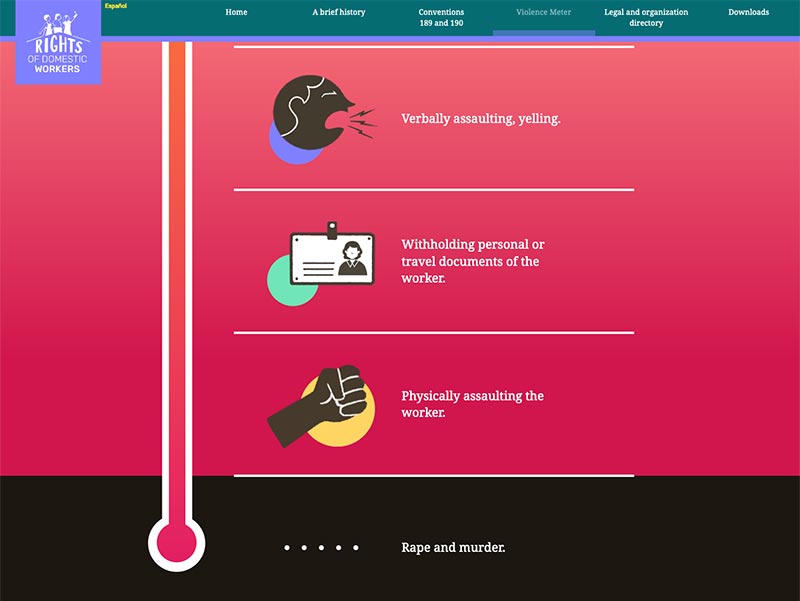 RIGHTS
OF DOMESTIC
WORKERS
Español
Home
A brief history
Conventions
189 and 190
Violence Meter
Legal and organization
directory
Downloads
Verbally assaulting, yelling.
Withholding personal or
travel documents of the
worker.
Physically assaulting the
worker.
Rape and murder.